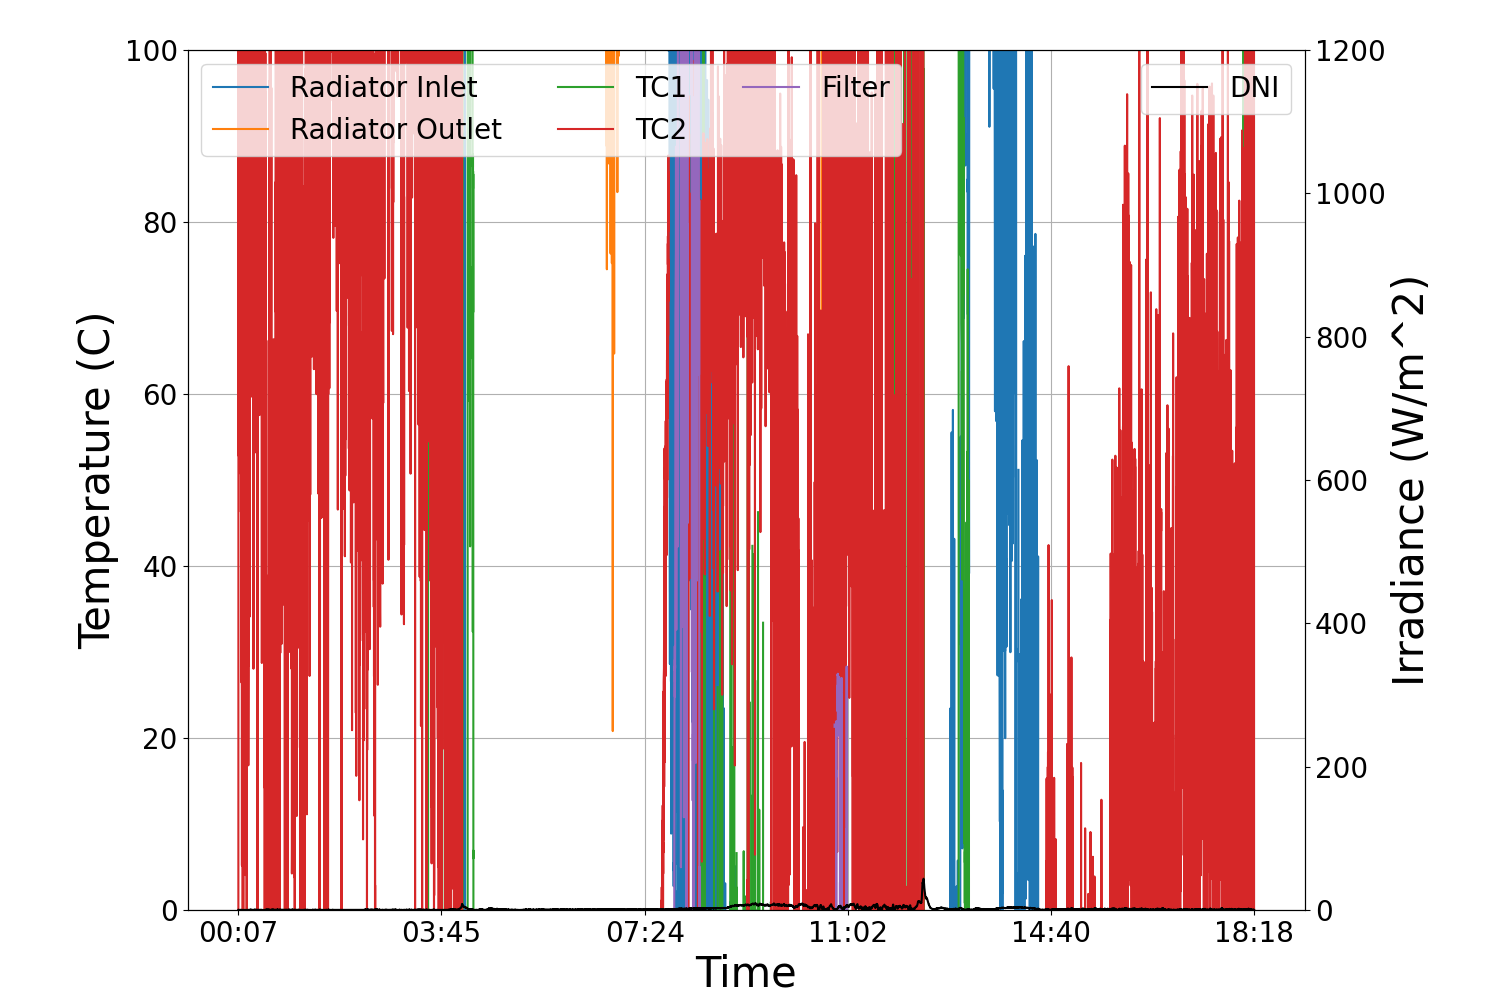 100
80
60
40
20
0
Temperature (C)
Radiator Inlet
Radiator Outlet
TC1
TC2
Filter
DNI
1200
1000
800
600
400
200
0
Irradiance (W/m^2)
00:07 03:45 07:24 11:02 14:40 18:18
Time